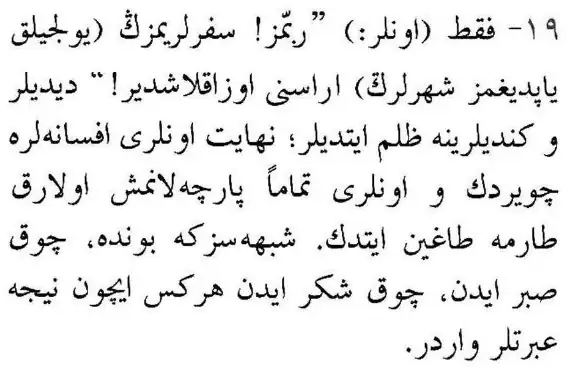 ١٩- فقط (اونلر:) ”ربّمز! سفرلريمزڭ (يولجيلق
ياپديغمز شهرلرڭ) اراسنى اوزاقلاشدير!“ ديديلر
و كنديلرينه ظلم ايتديلر؛ نهايت اونلرى افسانه‌لره
چويردك و اونلرى تماماً پارچه‌لانمش اولارق
طارمه طاغين ايتدك. شبهه‌سزكه بونده، چوق
صبر ايدن، چوق شكر ايدن هركس ايچون نيجه
عبرتلر واردر.